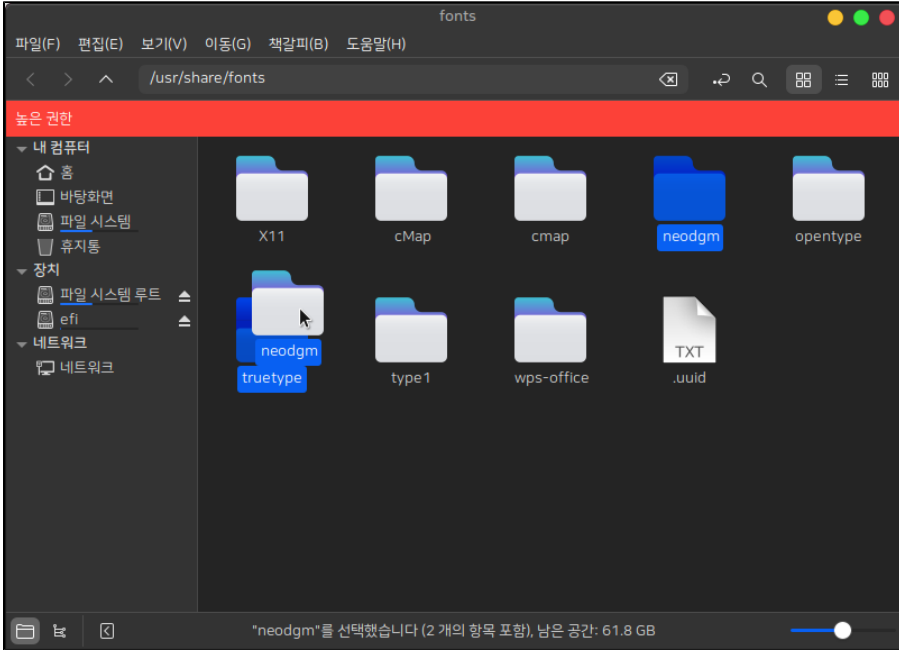 fonts
파일(F) 편집(E) 보기(V) 이동(G) 책갈피(B) 도움말(H)
/usr/share/fonts
높은 권한
내 컴퓨터
홈
바탕화면
파일 시스템
휴지통
장치
파일 시스템 루트
efi
네트워크
네트워크
X11 cMap cmap neodgm opentype
neodgm
truetype type1 wps-office .uuid
TXT
"neodgm"를 선택했습니다 (2 개의 항목 포함), 남은 공간: 61.8 GB